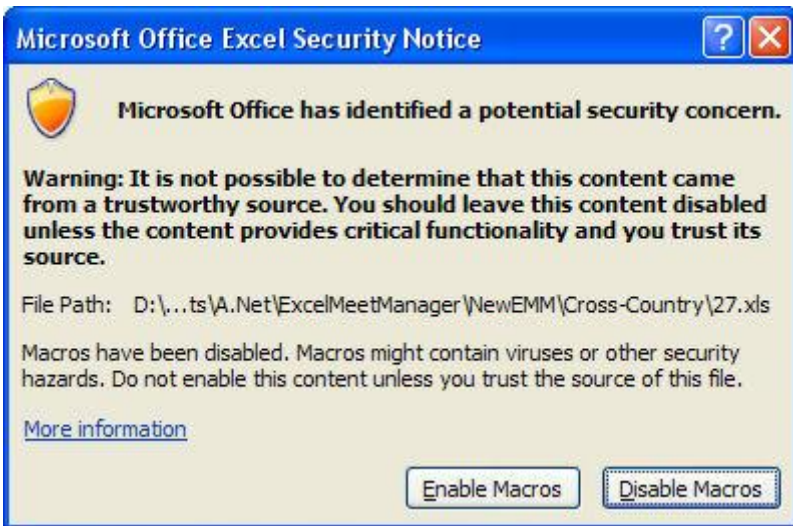 Microsoft Office Excel Security Notice
Microsoft Office has identified a potential security concern.
Warning: It is not possible to determine that this content came
from a trustworthy source. You should leave this content disabled
unless the content provides critical functionality and you trust its
source.
File Path: D:\...ts\A.Net\ExcelMeetManager\NewEMM\Cross-Country\27.xls
Macros have been disabled. Macros might contain viruses or other security
hazards. Do not enable this content unless you trust the source of this file.
More information
Enable Macros Disable Macros